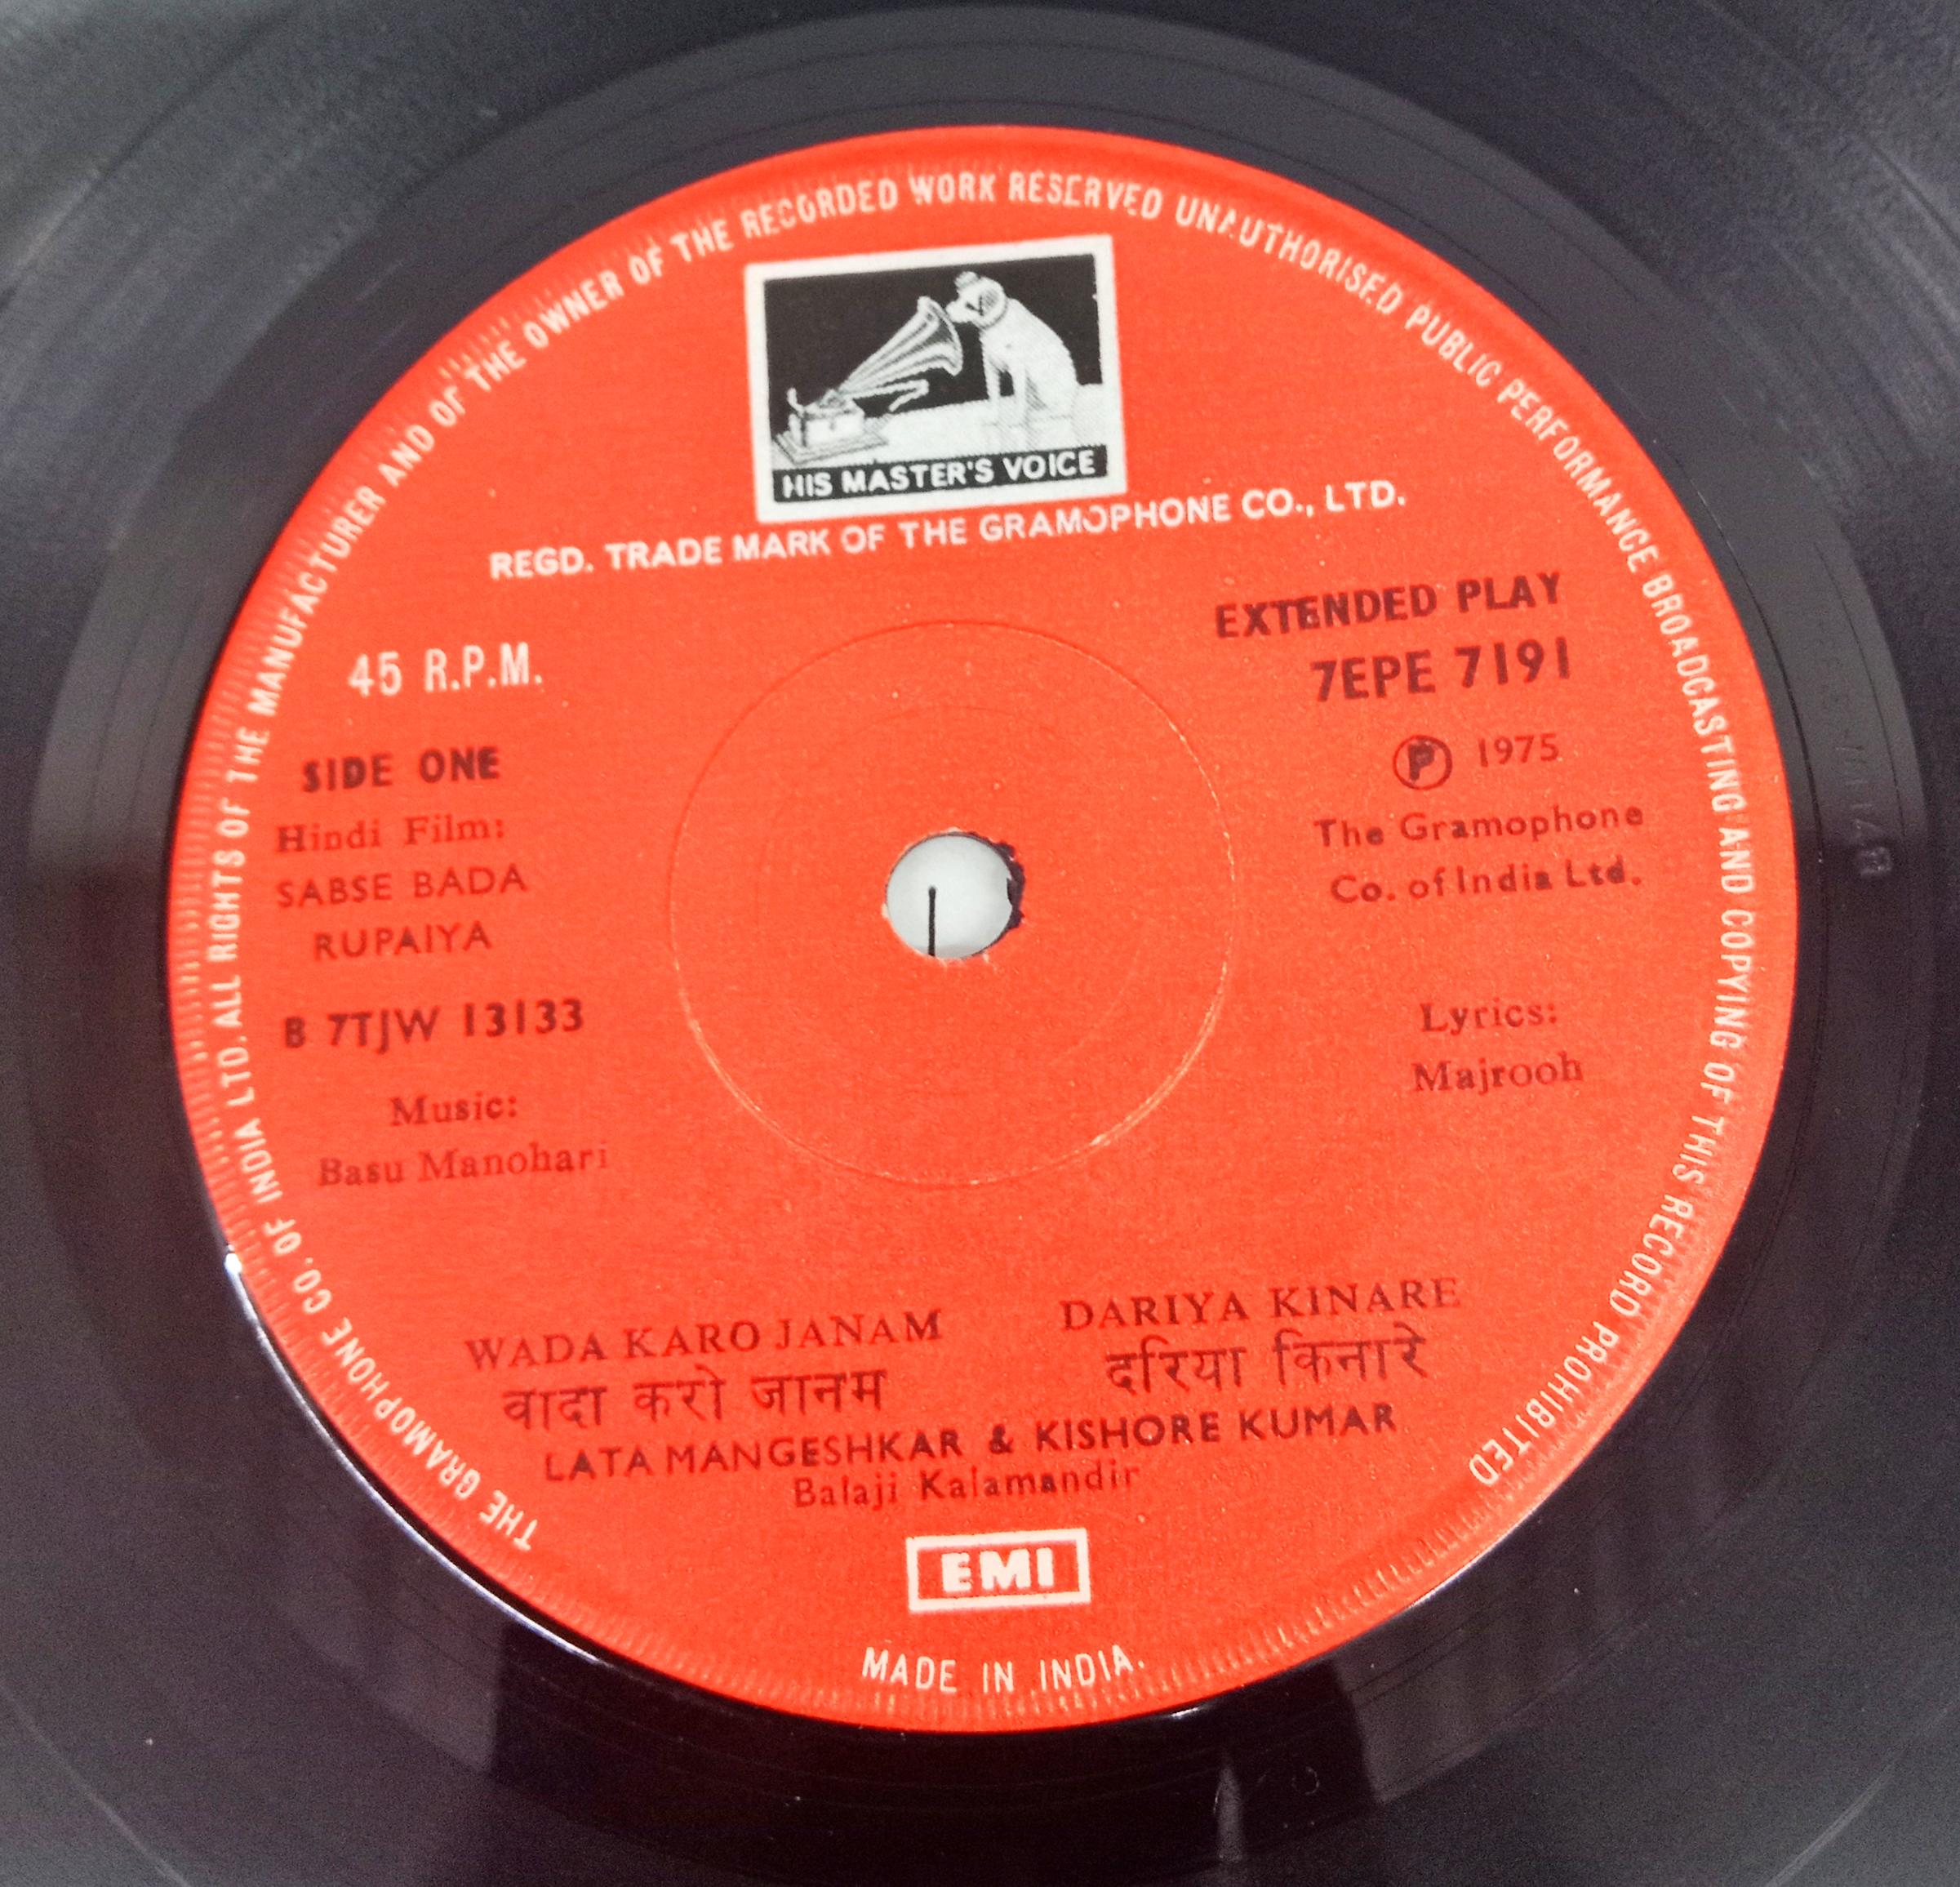 THE GRAMOPHONE CO. OF INDIA LTD. ALL RIGHTS OF THE MANUFACTURER AND OF THE OWNER OF THE RECORDED WORK RESERVED UNAUTHORISED PUBLIC PERFORMANCE BROADCASTING AND COPYING OF THIS RECORD PROHIBITED
HIS MASTER'S VOICE
REGD. TRADE MARK OF THE GRAMOPHONE CO., LTD.
45 R.P.M.
EXTENDED PLAY
7EPE 7191
Ⓟ 1975
The Gramophone
Co. of India Ltd.
SIDE ONE
Hindi Film:
SABSE BADA
RUPAIYA
B 7TJW 13133
Music:
Basu Manohari
Lyrics:
Majrooh
WADA KARO JANAM
वादा करो जानम
DARIYA KINARE
दरिया किनारे
LATA MANGESHKAR & KISHORE KUMAR
Balaji Kalamandir
EMI
MADE IN INDIA.